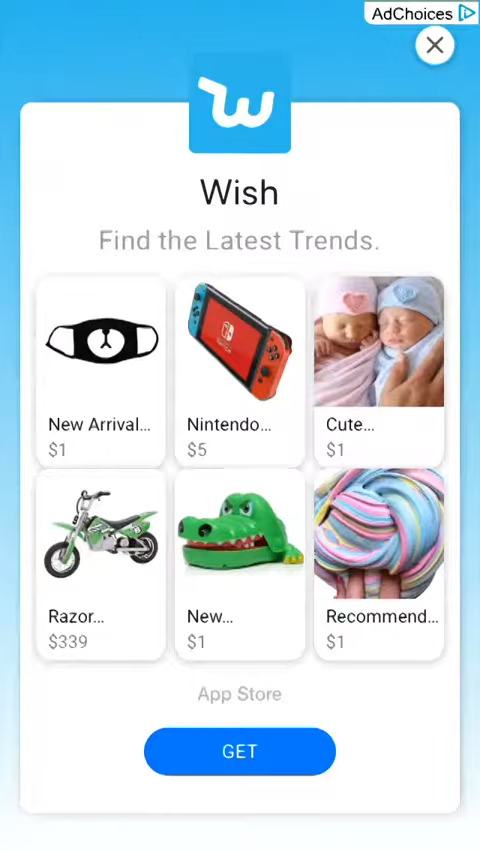 AdChoices
Wish
Find the Latest Trends.
New Arrival...
$1
Nintendo...
$5
Cute...
$1
Razor...
$339
New...
$1
Recommend...
$1
App Store
GET